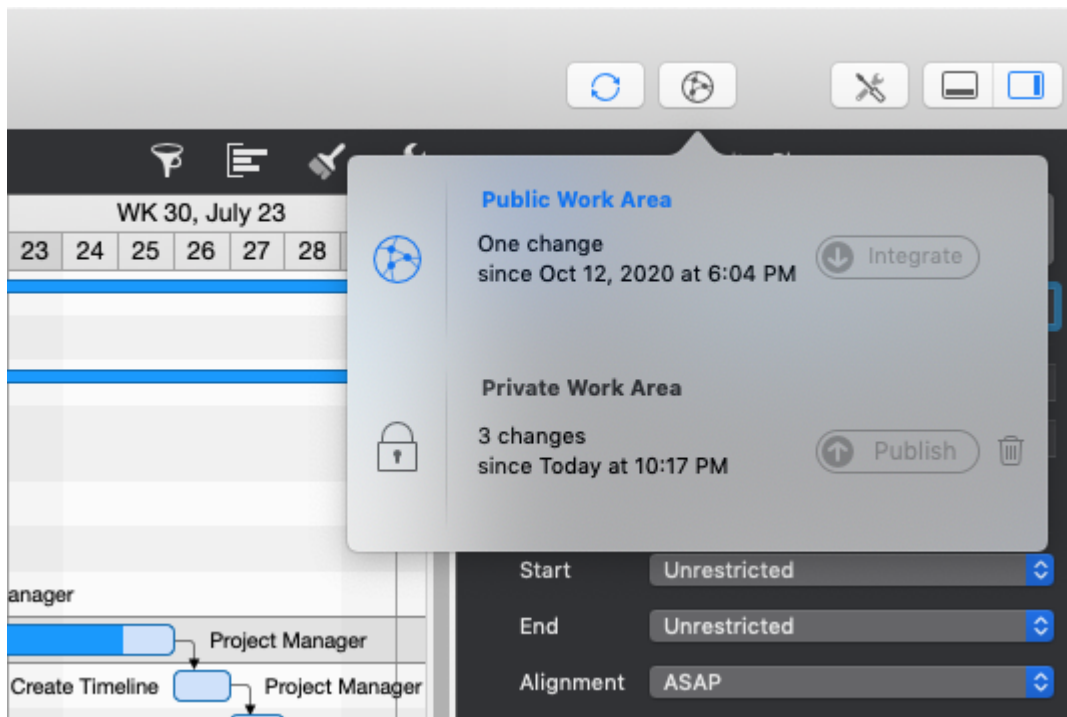 WK 30, July 23
23 24 25 26 27 28
Public Work Area
One change
since Oct 12, 2020 at 6:04 PM
Integrate
Private Work Area
3 changes
since Today at 10:17 PM
Publish
Start Unrestricted
anager
End Unrestricted
Project Manager
Alignment ASAP
Create Timeline Project Manager